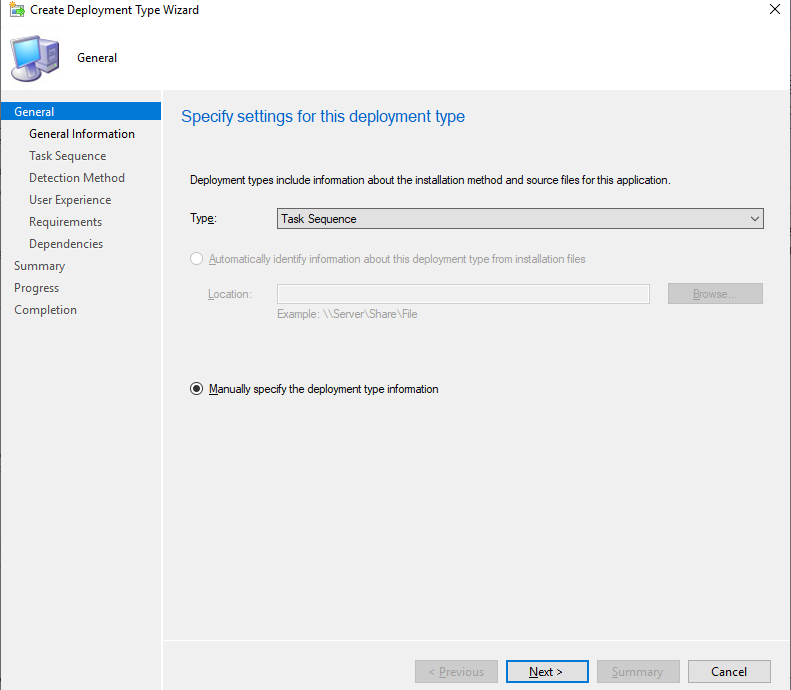 Create Deployment Type Wizard
General
General
General Information
Task Sequence
Detection Method
User Experience
Requirements
Dependencies
Summary
Progress
Completion
Specify settings for this deployment type
Deployment types include information about the installation method and source files for this application.
Type: Task Sequence
Automatically identify information about this deployment type from installation files
Location: Browse...
Example: \\Server\Share\File
Manually specify the deployment type information
< Previous Next > Summary Cancel